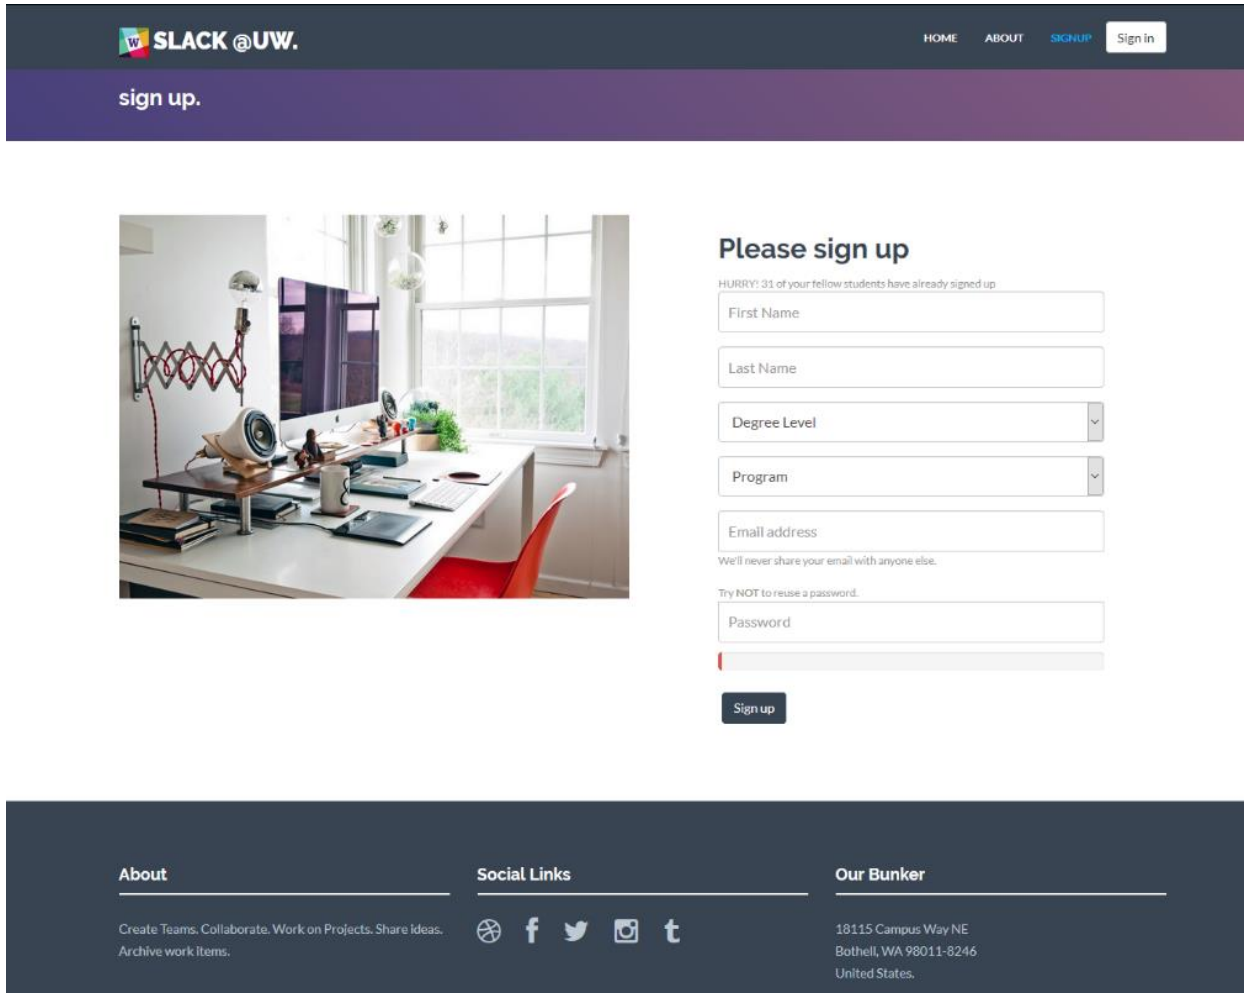 W SLACK @UW.
HOME ABOUT SIGNUP Sign in
sign up.
Please sign up
HURRY! 31 of your fellow students have already signed up
First Name
Last Name
Degree Level
Program
Email address
We'll never share your email with anyone else.
Try NOT to reuse a password.
Password
Sign up
About
Create Teams. Collaborate. Work on Projects. Share ideas.
Archive work items.
Social Links
Our Bunker
18115 Campus Way NE
Bothell, WA 98011-8246
United States.